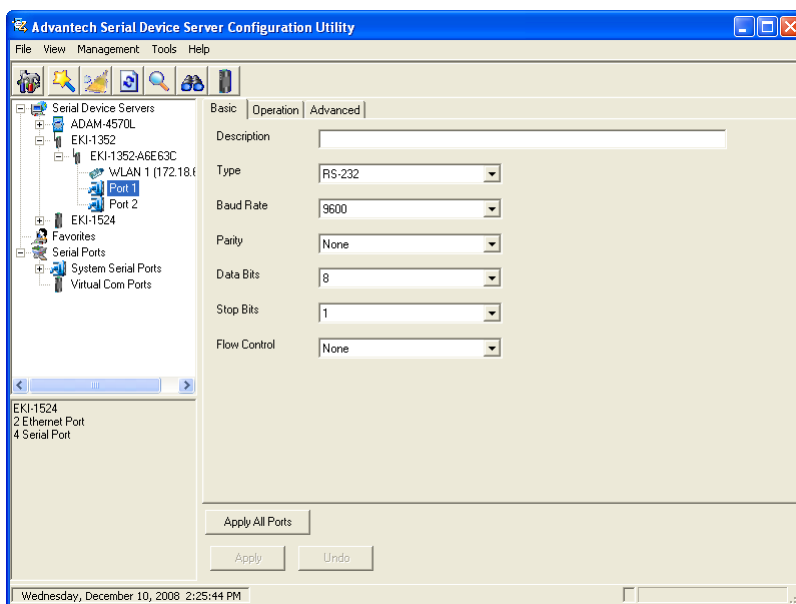 Advantech Serial Device Server Configuration Utility
File View Management Tools Help
Serial Device Servers
ADAM-4570L
EKI-1352
EKI-1352-A6E63C
WLAN 1 (172.18.6
Port 1
Port 2
EKI-1524
Favorites
Serial Ports
System Serial Ports
Virtual Com Ports
EKI-1524
2 Ethernet Port
4 Serial Port
Basic Operation Advanced
Description
Type RS-232
Baud Rate 9600
Parity None
Data Bits 8
Stop Bits 1
Flow Control None
Apply All Ports
Apply Undo
Wednesday, December 10, 2008 2:25:44 PM